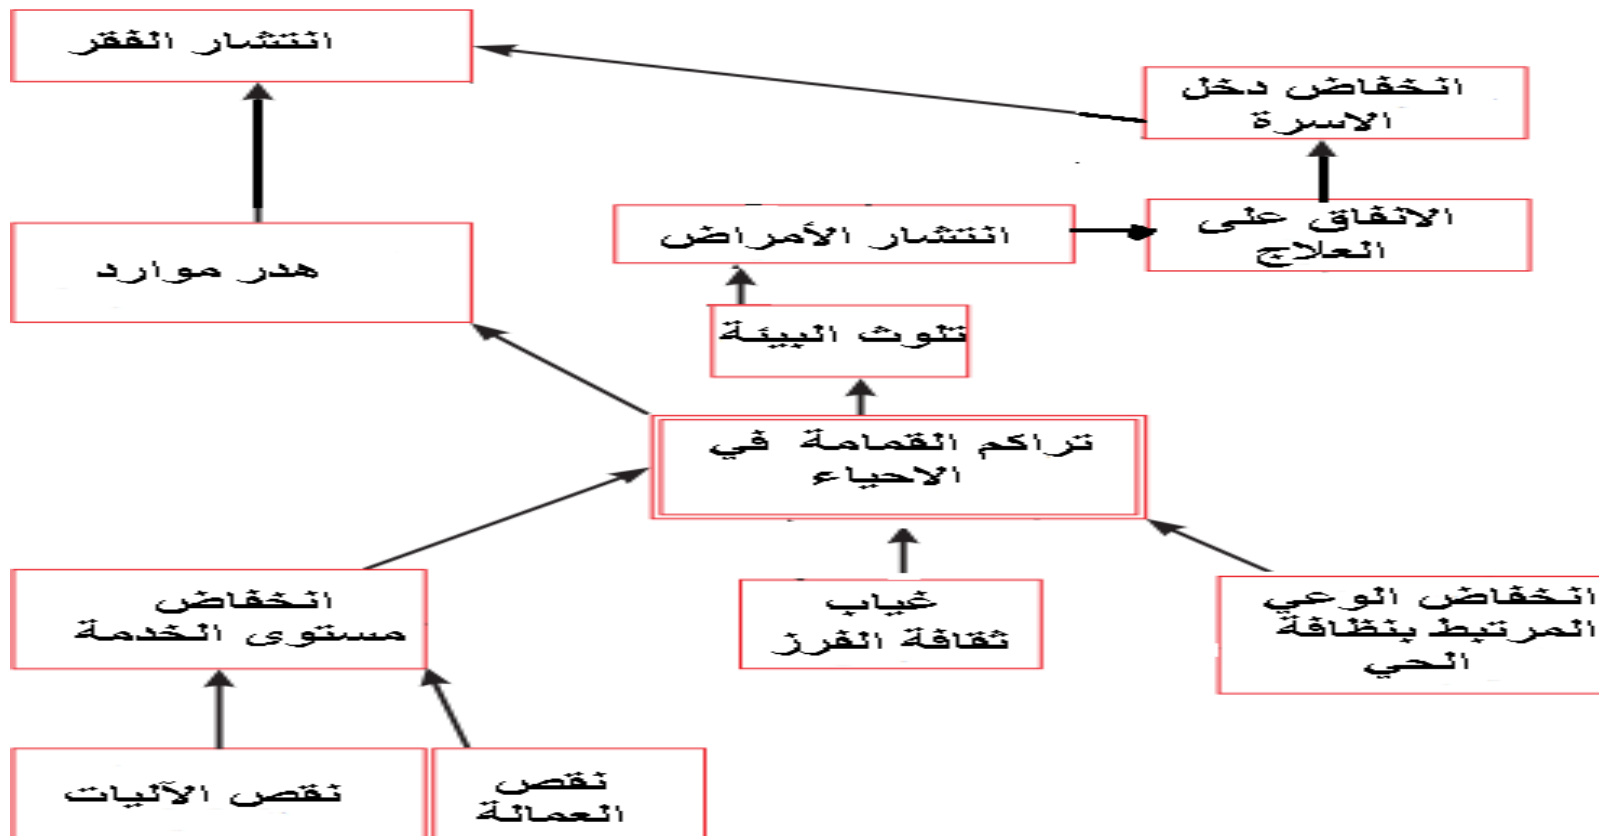 انتشار الفقر
انخفاض دخل
الاسرة
الانفاق على
العلاج
انتشار الأمراض
هدر موارد
تلوث البيئة
تراكم القمامة في
الاحياء
انخفاض
مستوى الخدمة
غياب
ثقافة الفرز
انخفاض الوعي
المرتبط بنظافة
الحي
نقص الآليات
نقص
العمالة